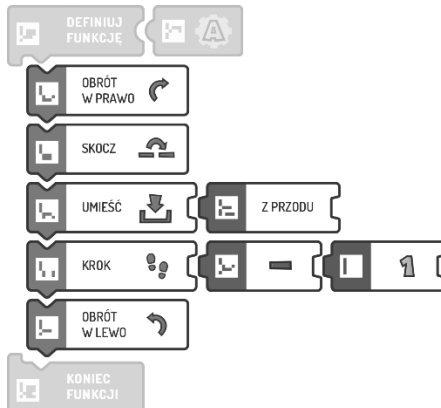 DEFINIUJ
FUNKCJĘ
A
OBRÓT
W PRAWO
SKOCZ
UMIEŚĆ
Z PRZODU
KROK
1
OBRÓT
W LEWO
KONIEC
FUNKCJI